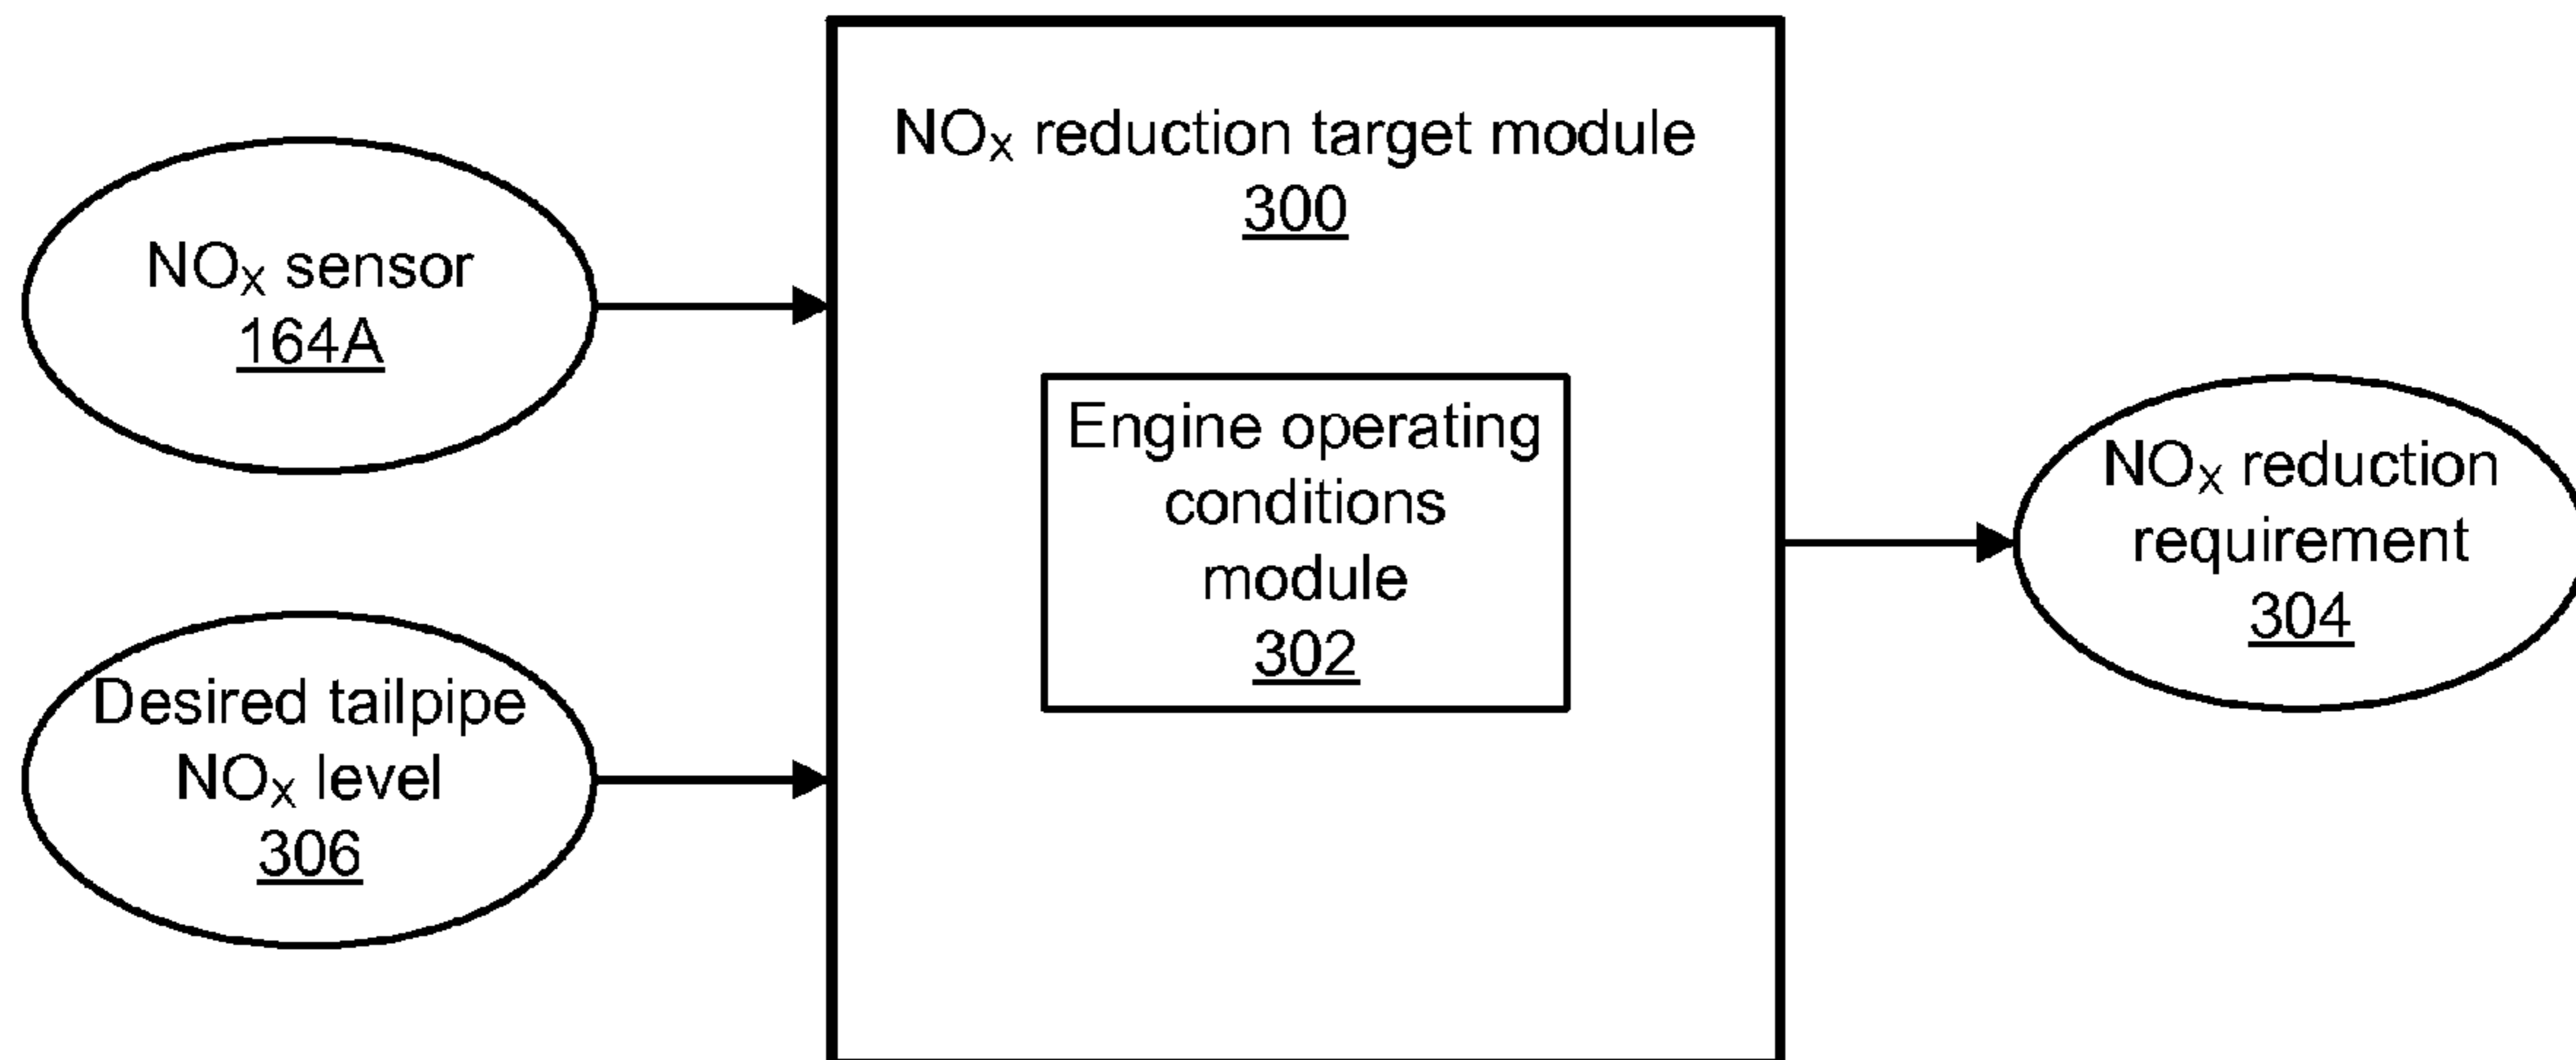 NOX sensor
164A
Desired tailpipe
NOX level
306
NOX reduction target module
300
Engine operating
conditions
module
302
NOX reduction
requirement
304